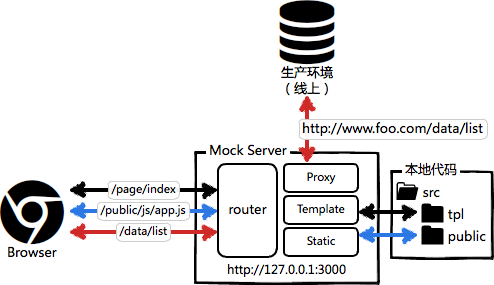 生产环境
（线上）
http://www.foo.com/data/list
Mock Server
本地代码
/page/index
/public/js/app.js
/data/list
Browser
router
Proxy
Template
Static
http://127.0.0.1:3000
src
tpl
public